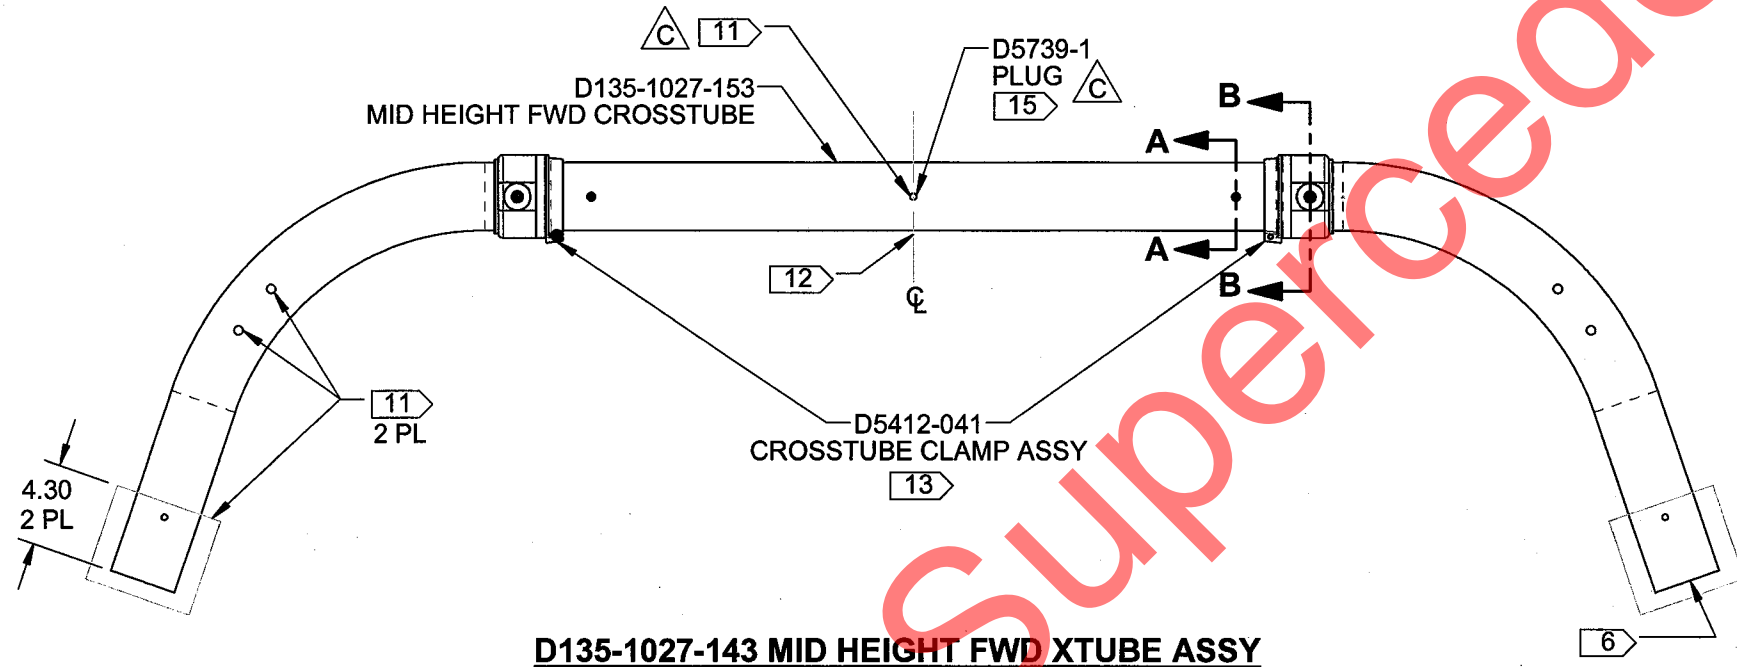 C 11
D5739-1
PLUG C
15
D135-1027-153
MID HEIGHT FWD CROSSTUBE
B
A
12
A
B
℄
11
2 PL
D5412-041
CROSSTUBE CLAMP ASSY
13
4.30
2 PL
6
D135-1027-143 MID HEIGHT FWD XTUBE ASSY